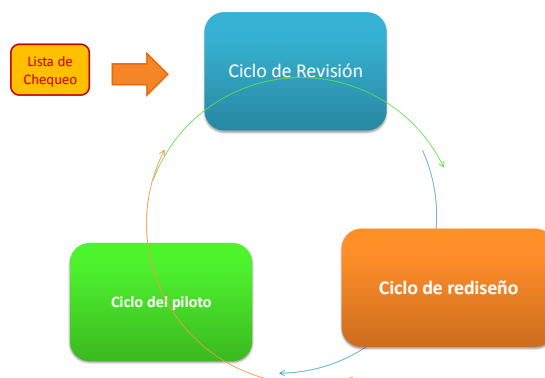 Lista de
Chequeo
Ciclo de Revisión
Ciclo de rediseño
Ciclo del piloto